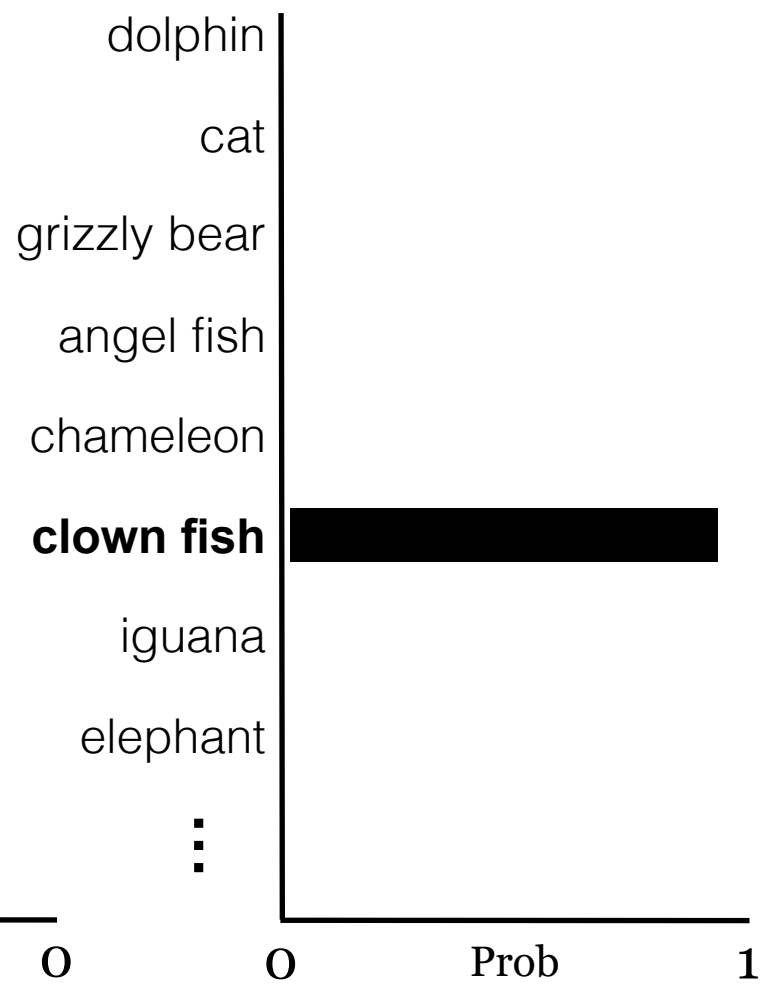 dolphin
cat
grizzly bear
angel fish
chameleon
clown fish
iguana
elephant
⋮
0 0 Prob 1